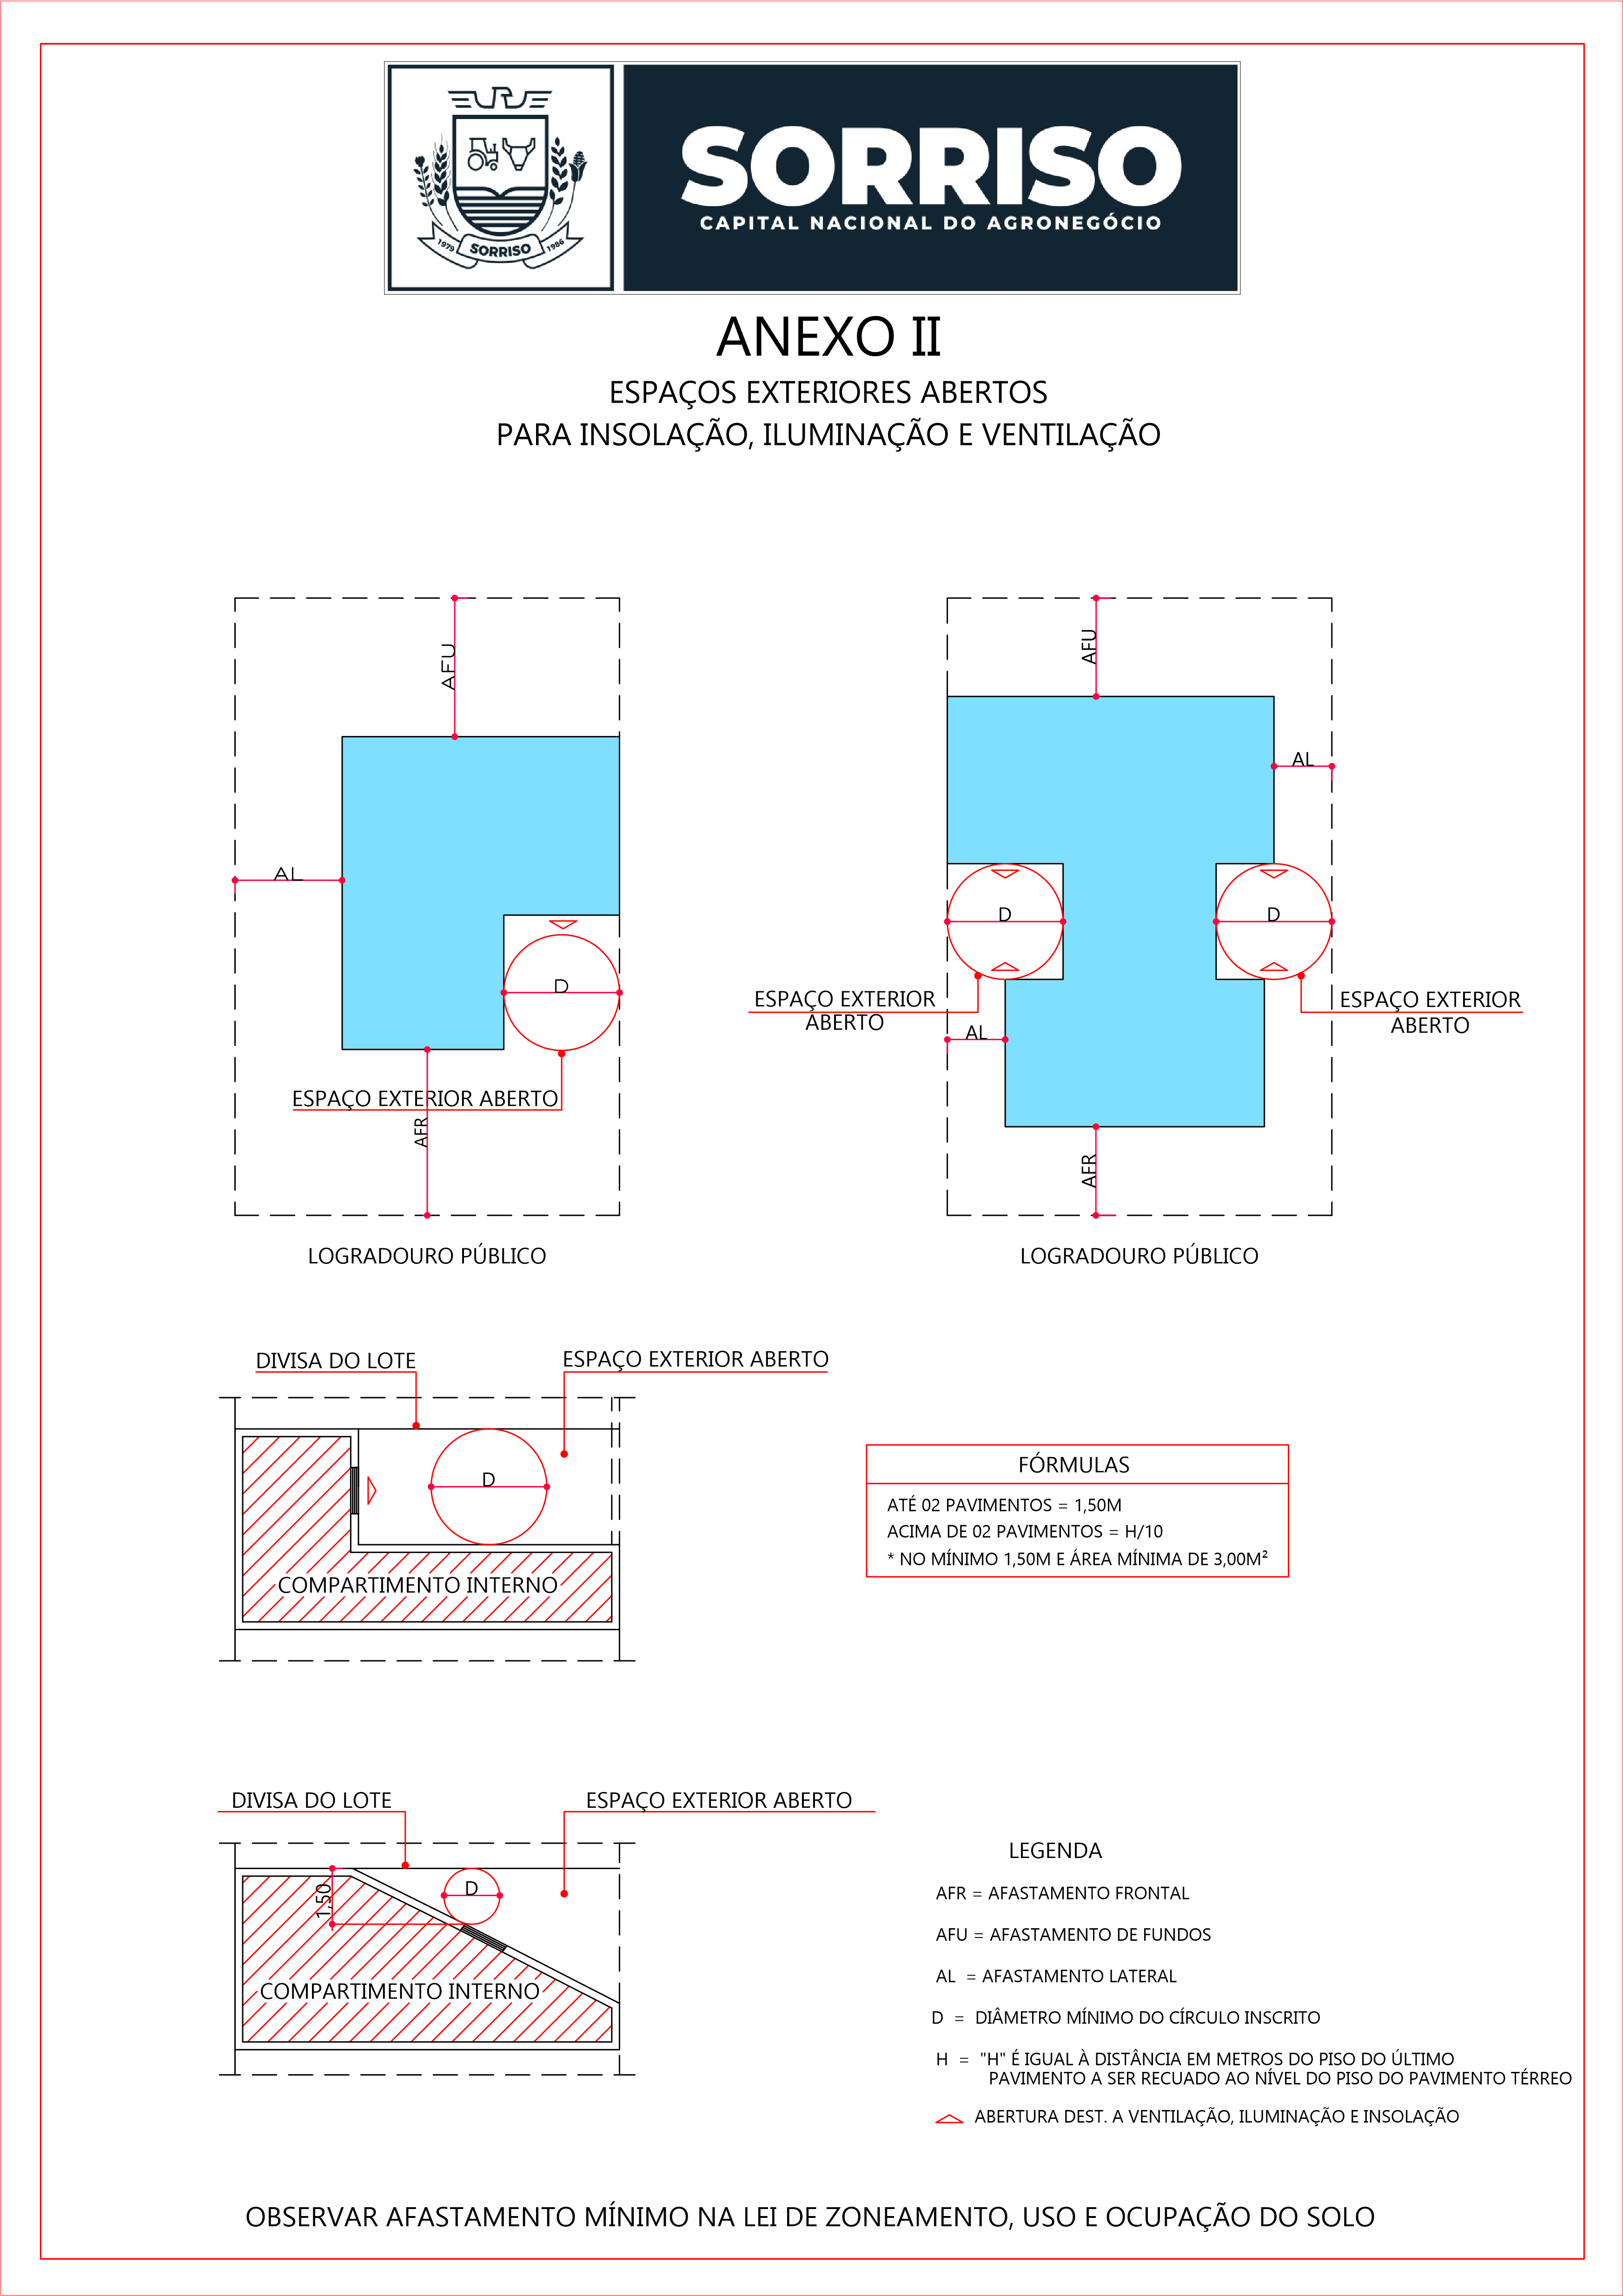 1979 SORRISO 1986
SORRISO
CAPITAL NACIONAL DO AGRONEGÓCIO
ANEXO II
ESPAÇOS EXTERIORES ABERTOS
PARA INSOLAÇÃO, ILUMINAÇÃO E VENTILAÇÃO
AFU
AL
D
ESPAÇO EXTERIOR ABERTO
AFR
LOGRADOURO PÚBLICO
AFU
AL
D
D
ESPAÇO EXTERIOR
ABERTO
ESPAÇO EXTERIOR
ABERTO
AL
AFR
LOGRADOURO PÚBLICO
DIVISA DO LOTE
ESPAÇO EXTERIOR ABERTO
D
COMPARTIMENTO INTERNO
FÓRMULAS
ATÉ 02 PAVIMENTOS = 1,50M
ACIMA DE 02 PAVIMENTOS = H/10
* NO MÍNIMO 1,50M E ÁREA MÍNIMA DE 3,00M²
DIVISA DO LOTE
ESPAÇO EXTERIOR ABERTO
1,50
D
COMPARTIMENTO INTERNO
LEGENDA
AFR = AFASTAMENTO FRONTAL
AFU = AFASTAMENTO DE FUNDOS
AL = AFASTAMENTO LATERAL
D = DIÂMETRO MÍNIMO DO CÍRCULO INSCRITO
H = "H" É IGUAL À DISTÂNCIA EM METROS DO PISO DO ÚLTIMO
PAVIMENTO A SER RECUADO AO NÍVEL DO PISO DO PAVIMENTO TÉRREO
ABERTURA DEST. A VENTILAÇÃO, ILUMINAÇÃO E INSOLAÇÃO
OBSERVAR AFASTAMENTO MÍNIMO NA LEI DE ZONEAMENTO, USO E OCUPAÇÃO DO SOLO